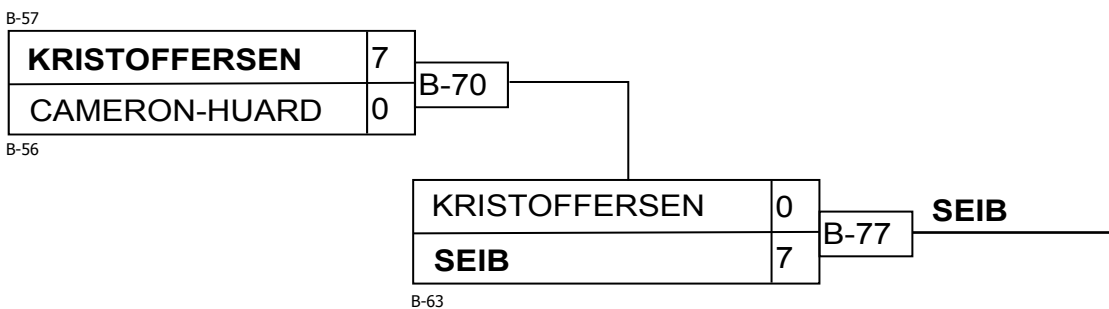 B-57
KRISTOFFERSEN 7
B-70
CAMERON-HUARD 0
B-56
KRISTOFFERSEN 0
SEIB
B-77
SEIB 7
B-63